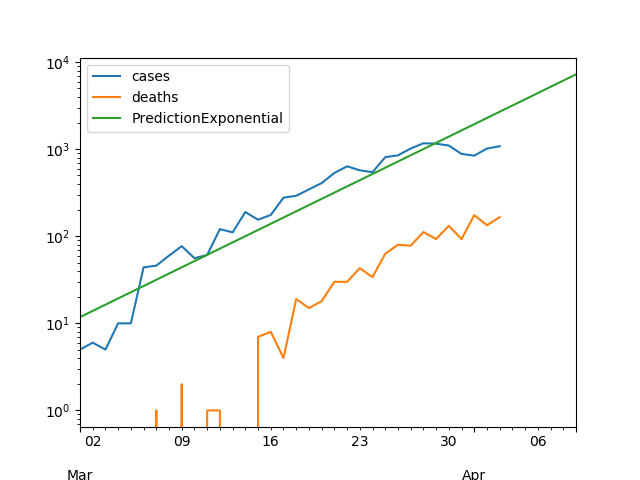 10⁴
10³
10²
10¹
10⁰
cases
deaths
PredictionExponential
02 09 16 23 30 06
Mar Apr